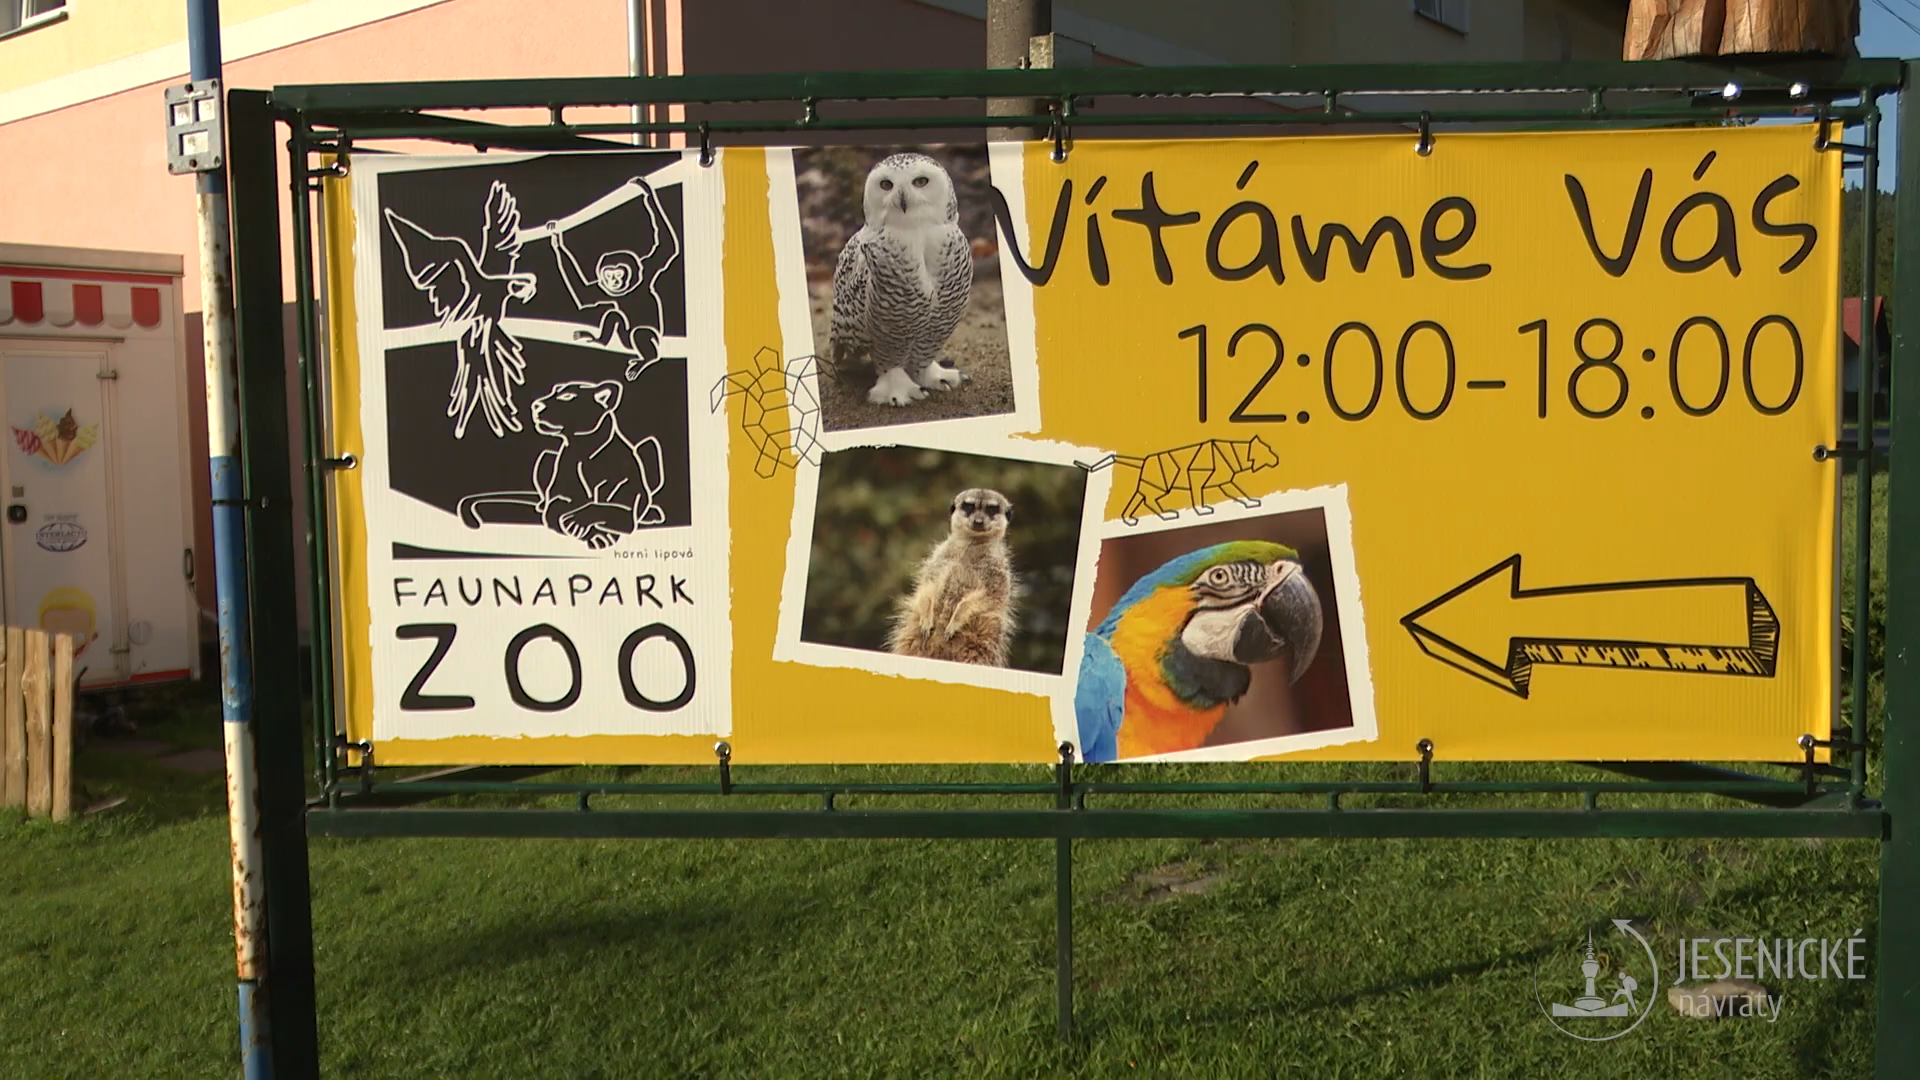 Vítáme Vás
12:00-18:00
horní lipová
FAUNAPARK
ZOO
JESENICKÉ
návraty